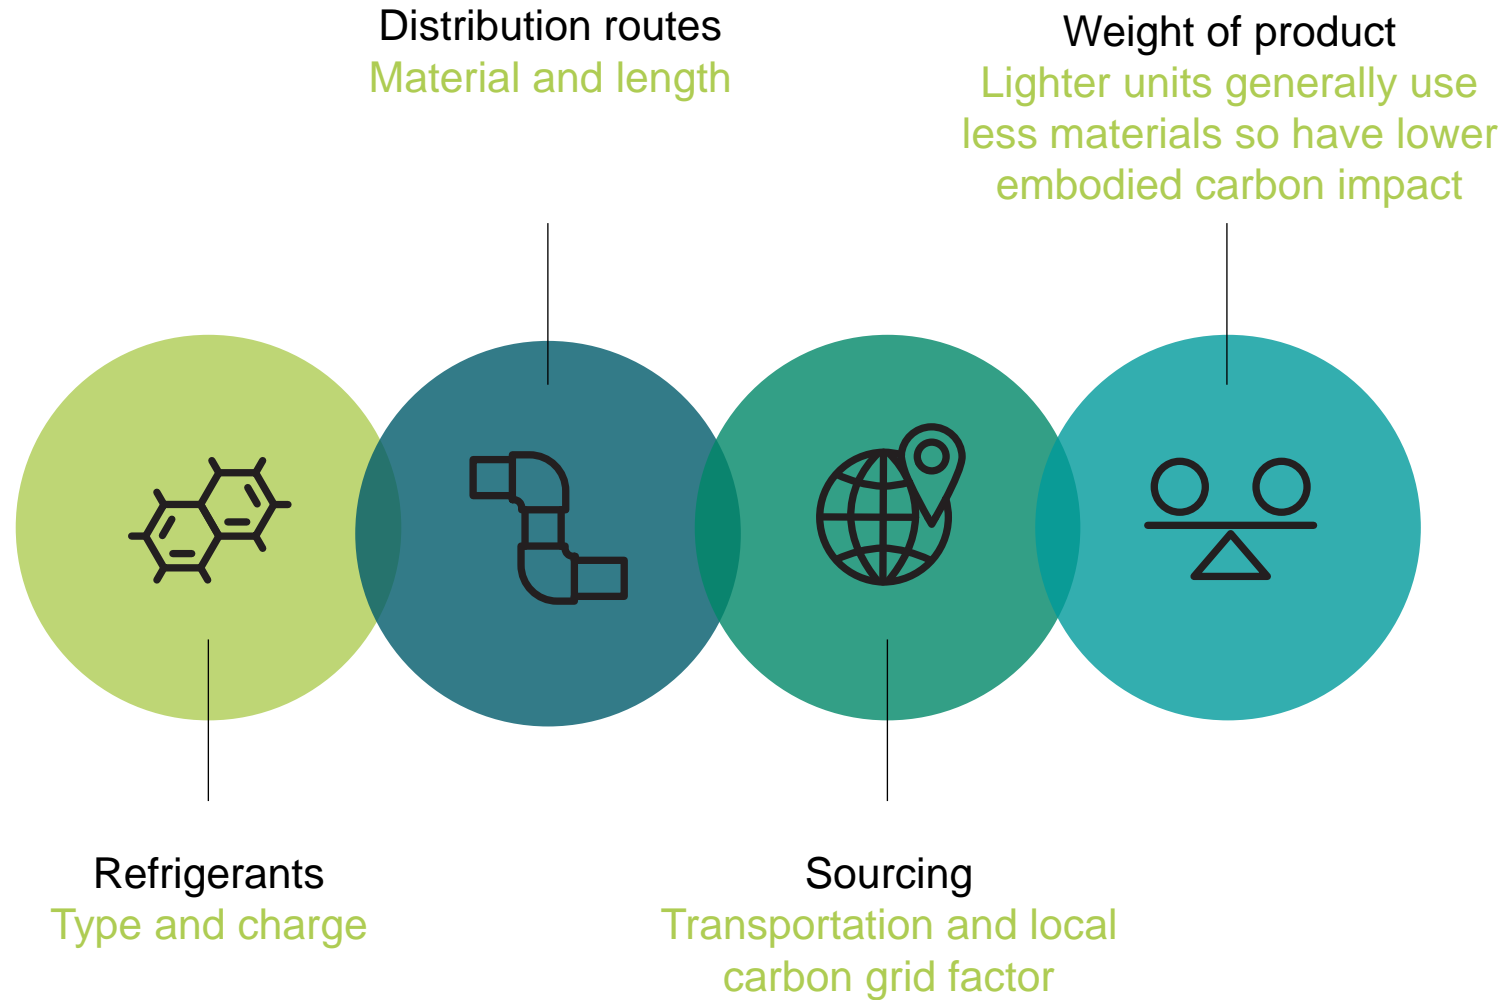 Distribution routes
Material and length
Weight of product
Lighter units generally use
less materials so have lower
embodied carbon impact
Refrigerants
Type and charge
Sourcing
Transportation and local
carbon grid factor